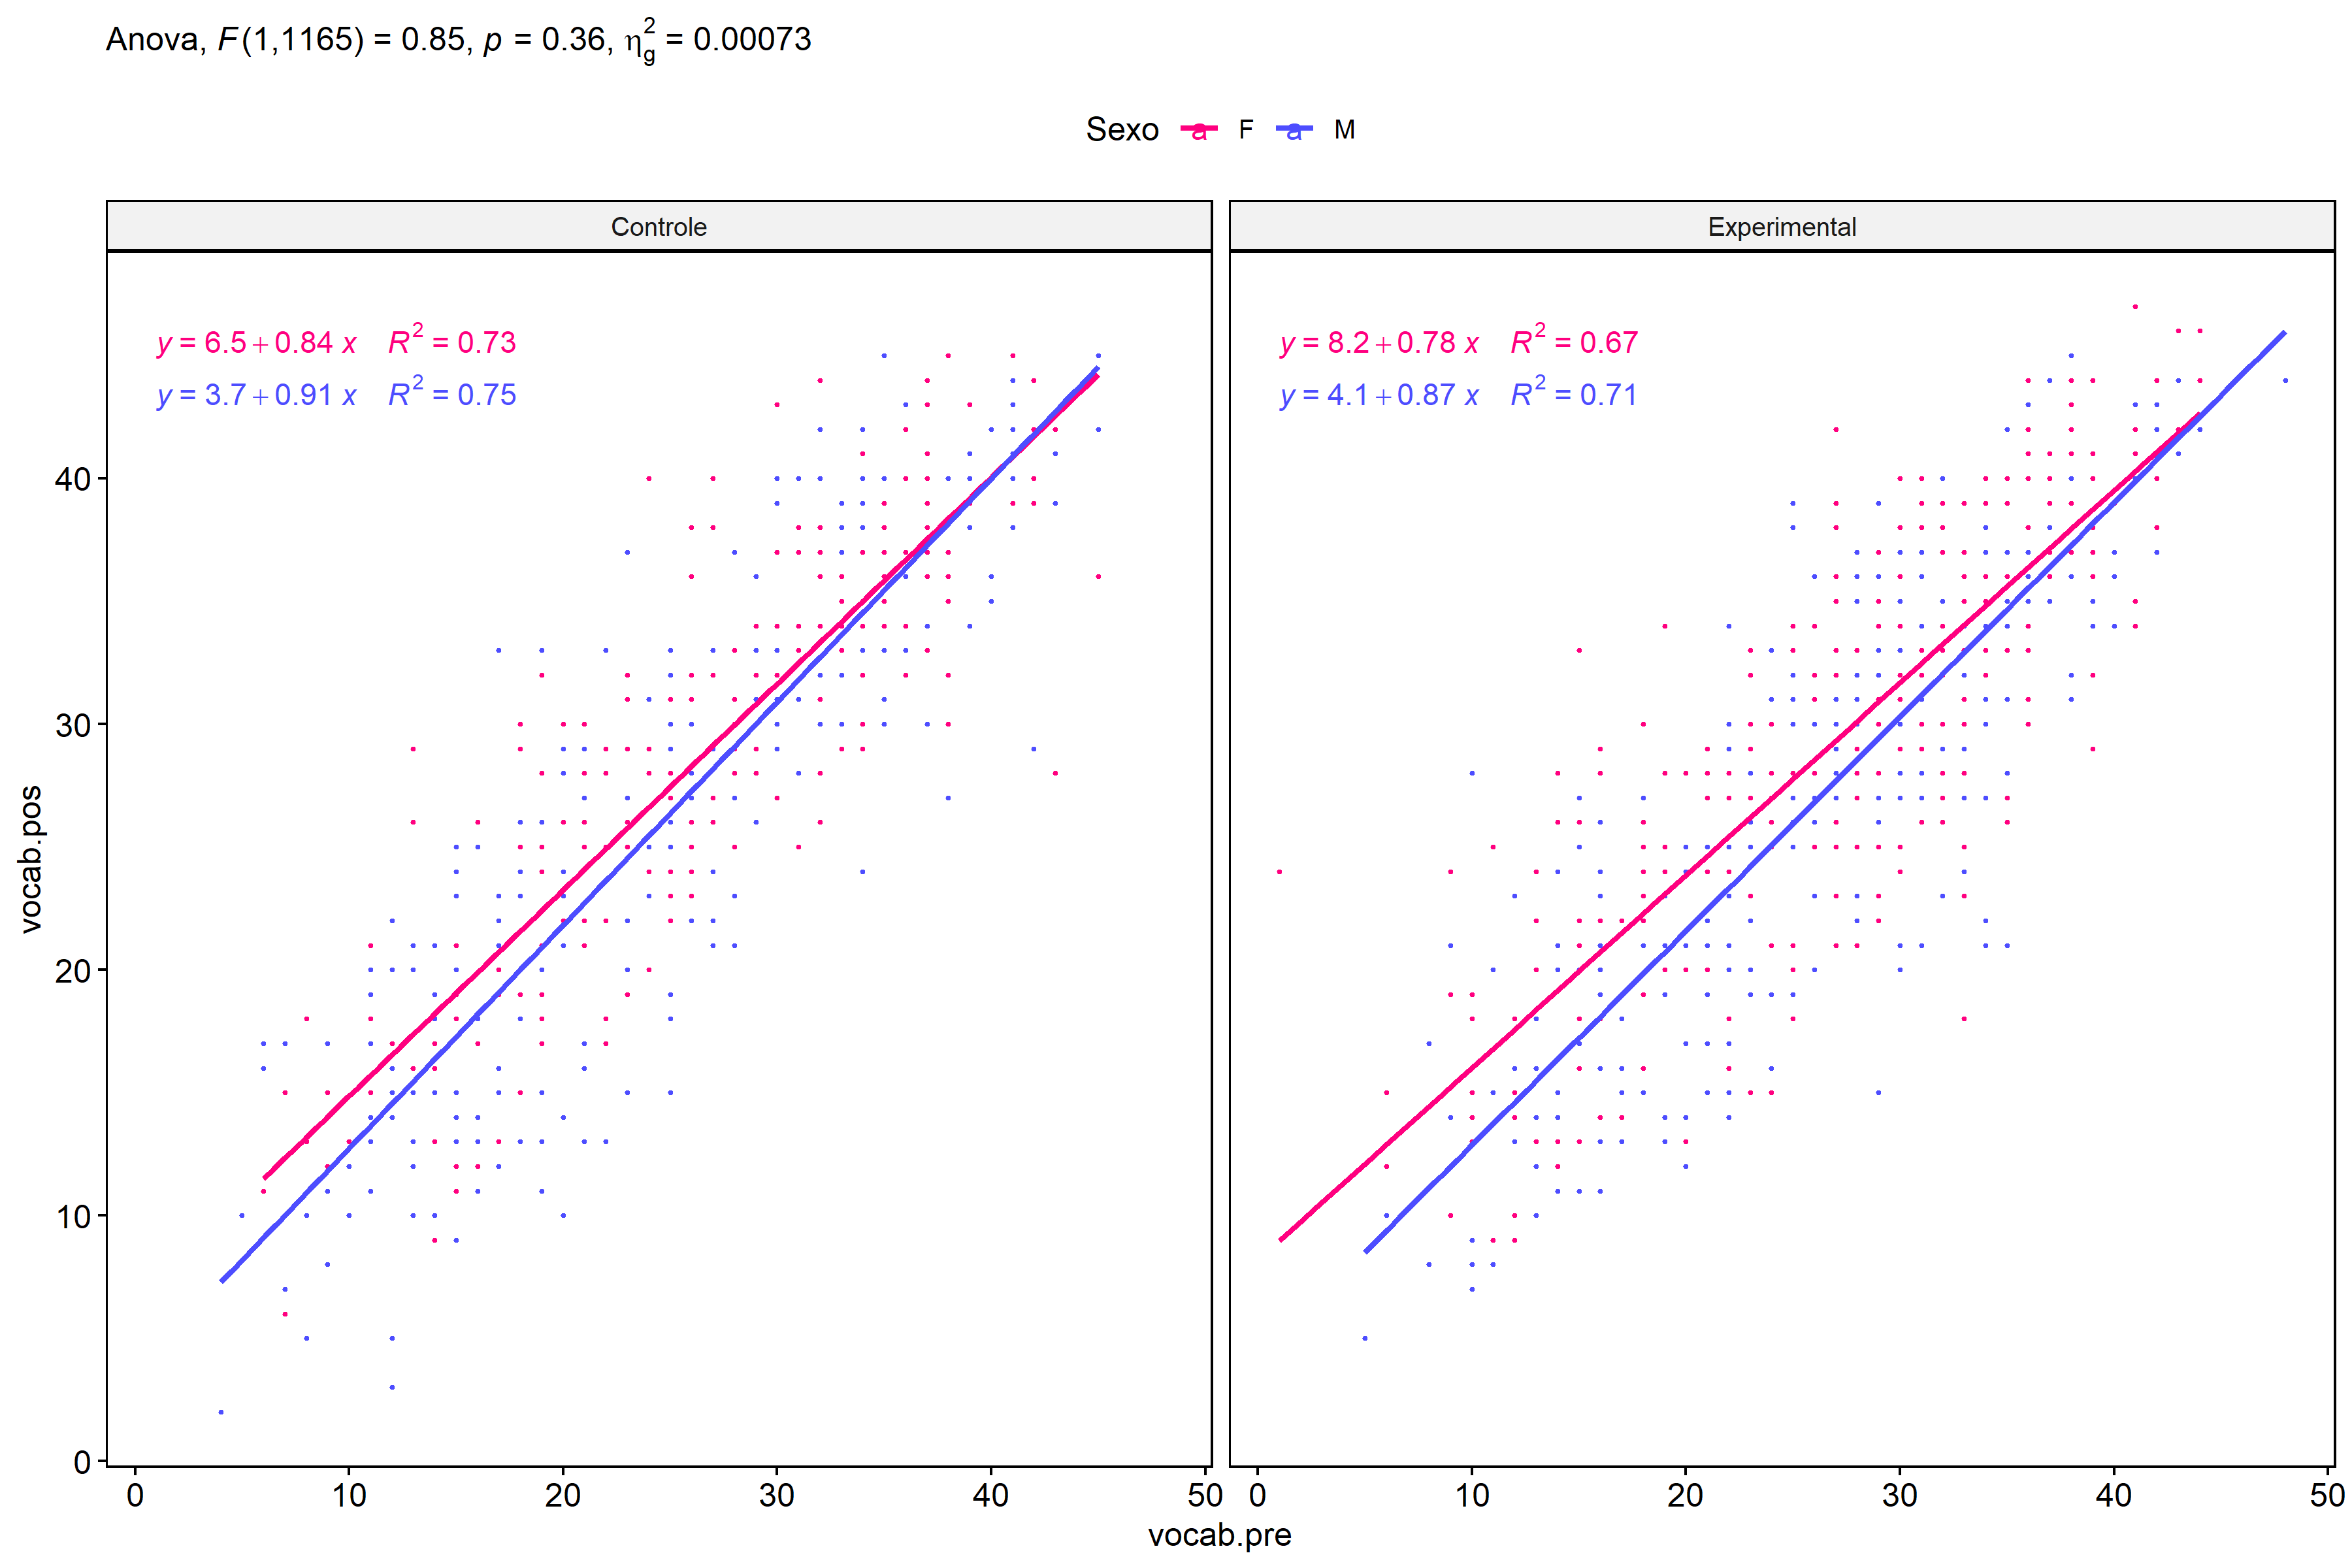 Anova, F(1,1165) = 0.85, p = 0.36, η²g = 0.00073
Sexo a F a M
Controle
Experimental
y = 6.5 + 0.84 x R² = 0.73
y = 3.7 + 0.91 x R² = 0.75
y = 8.2 + 0.78 x R² = 0.67
y = 4.1 + 0.87 x R² = 0.71
vocab.pos
40
30
20
10
0
0 10 20 30 40 50
0 10 20 30 40 50
vocab.pre